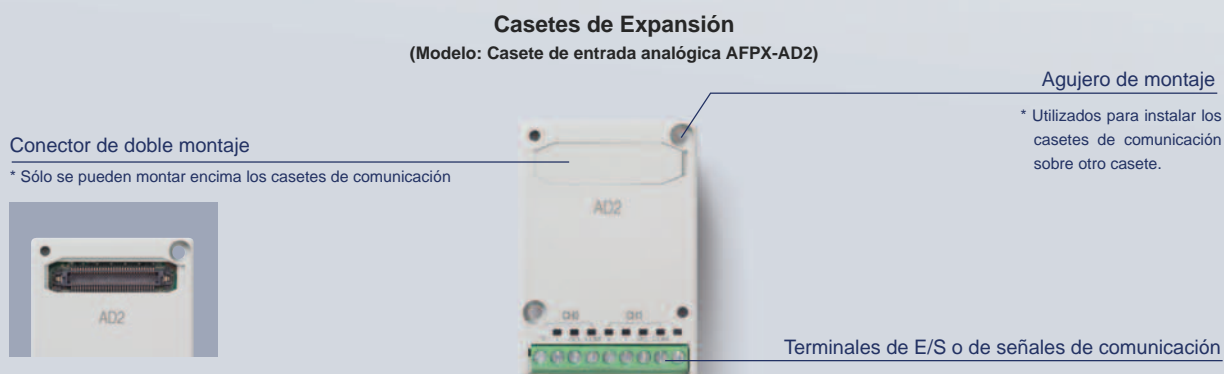 Casetes de Expansión
(Modelo: Casete de entrada analógica AFPX-AD2)
Agujero de montaje
* Utilizados para instalar los
casetes de comunicación
sobre otro casete.
Conector de doble montaje
* Sólo se pueden montar encima los casetes de comunicación
AD2
AD2
Terminales de E/S o de señales de comunicación